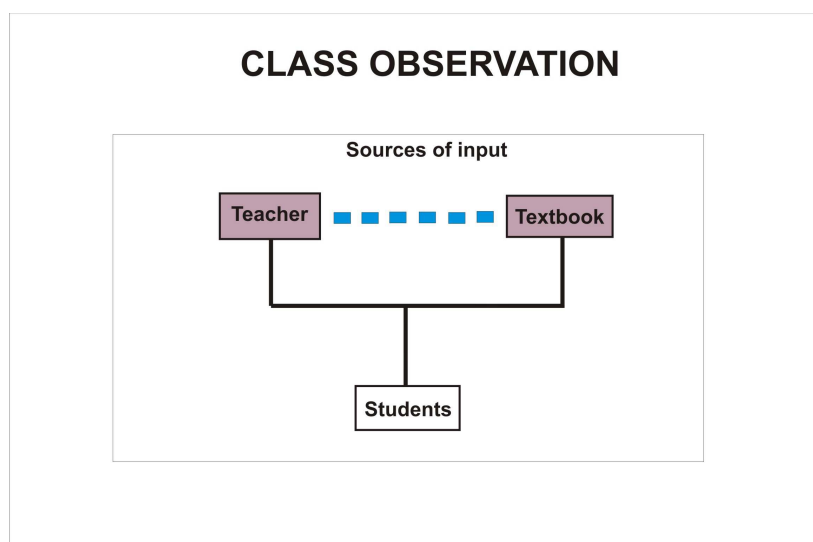 CLASS OBSERVATION
Sources of input
Teacher
Textbook
Students